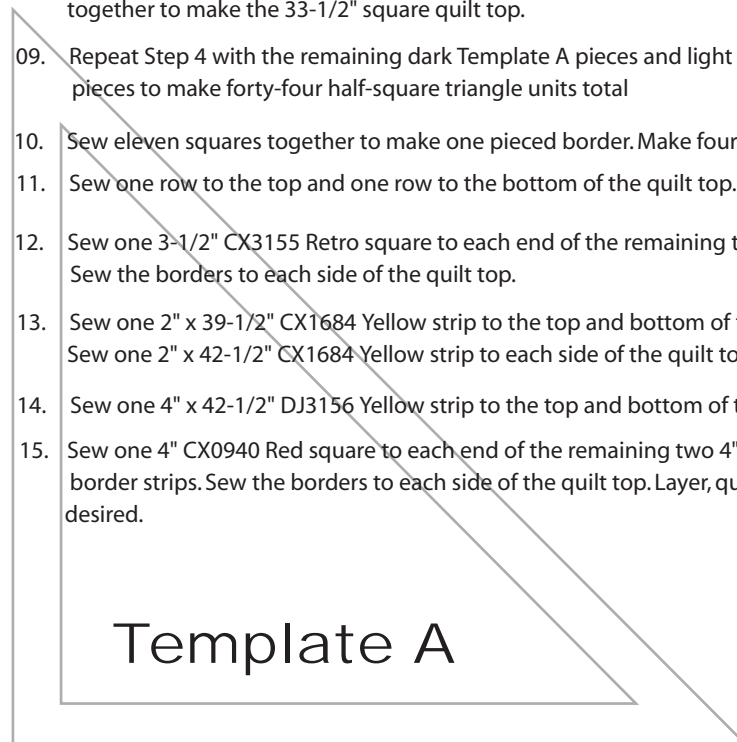 together to make the 33-1/2" square quilt top.
09. Repeat Step 4 with the remaining dark Template A pieces and light
pieces to make forty-four half-square triangle units total
10. Sew eleven squares together to make one pieced border. Make four
11. Sew one row to the top and one row to the bottom of the quilt top.
12. Sew one 3-1/2" CX3155 Retro square to each end of the remaining
Sew the borders to each side of the quilt top.
13. Sew one 2" x 39-1/2" CX1684 Yellow strip to the top and bottom of
Sew one 2" x 42-1/2" CX1684 Yellow strip to each side of the quilt
14. Sew one 4" x 42-1/2" DJ3156 Yellow strip to the top and bottom of
15. Sew one 4" CX0940 Red square to each end of the remaining two 4"
border strips. Sew the borders to each side of the quilt top. Layer,
desired.
Template A